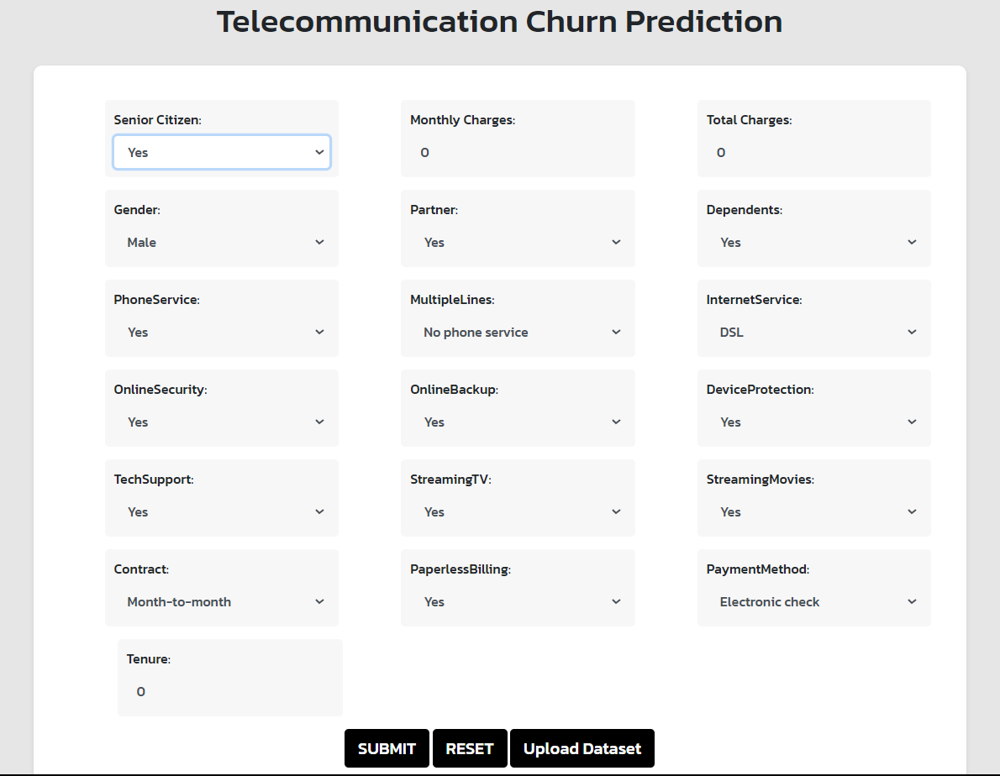 Telecommunication Churn Prediction
Senior Citizen: Monthly Charges: Total Charges:
Yes 0 0
Gender: Partner: Dependents:
Male Yes Yes
PhoneService: MultipleLines: InternetService:
Yes No phone service DSL
OnlineSecurity: OnlineBackup: DeviceProtection:
Yes Yes Yes
TechSupport: StreamingTV: StreamingMovies:
Yes Yes Yes
Contract: PaperlessBilling: PaymentMethod:
Month-to-month Yes Electronic check
Tenure:
0
SUBMIT RESET Upload Dataset